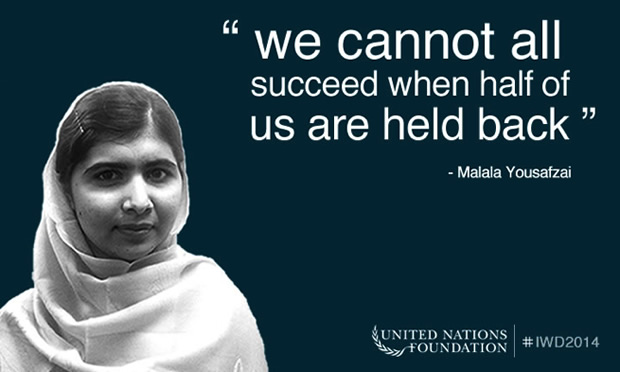 “ we cannot all
succeed when half of
us are held back ”
- Malala Yousafzai
UNITED NATIONS
FOUNDATION
#IWD2014